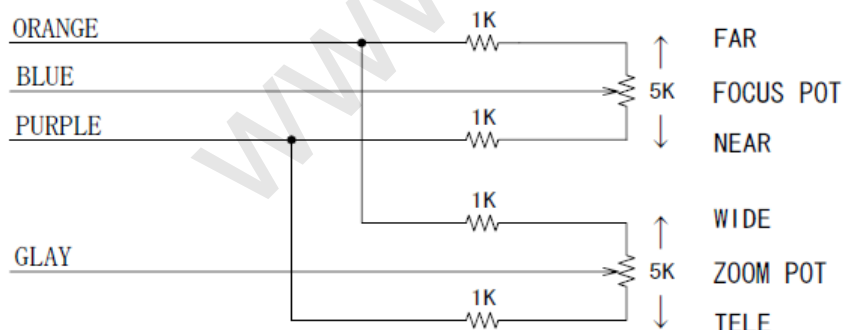 ORANGE
1K
FAR
BLUE
5K
FOCUS POT
PURPLE
1K
NEAR
1K
WIDE
GLAY
5K
ZOOM POT
1K
TELE